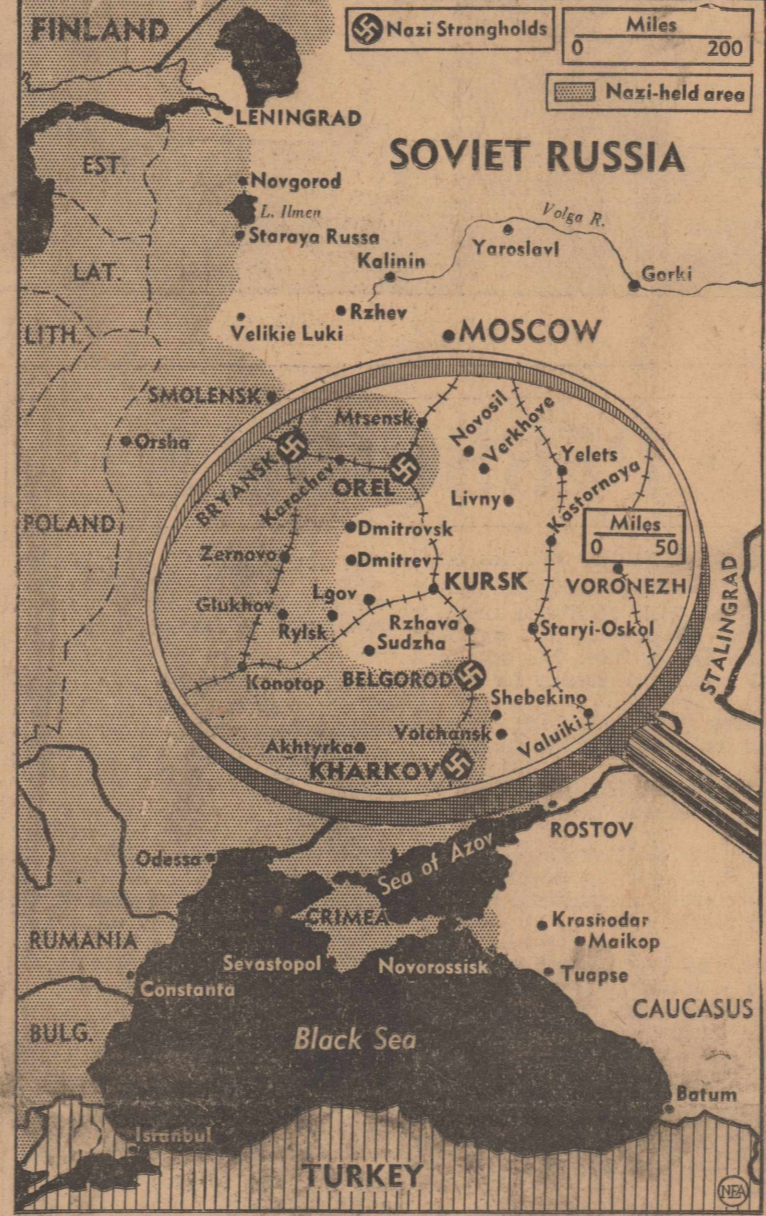 FINLAND
Nazi Strongholds
Miles
0 200
Nazi-held area
LENINGRAD
SOVIET RUSSIA
EST.
Novgorod
L. Ilmen
Staraya Russa
Volga R.
Yaroslavl
Kalinin
Gorki
LAT.
Rzhev
LITH.
Velikie Luki
MOSCOW
SMOLENSK
Orsha
Mtsensk
Novosil
Verkhove
BRYANSK
Karachev
OREL
Yelets
Livny
Kastornaya
POLAND
Dmitrovsk
Miles
0 50
Zernovo
Dmitrev
KURSK
VORONEZH
Glukhov
Lgov
Rylsk
Rzhava
Sudzha
Staryi-Oskol
STALINGRAD
Konotop
BELGOROD
Shebekino
Volchansk
Valuiki
Akhtyrka
KHARKOV
ROSTOV
Odessa
Sea of Azov
CRIMEA
Krasnodar
Maikop
RUMANIA
Sevastopol
Novorossisk
Tuapse
Constanta
CAUCASUS
BULG.
Black Sea
Batum
Istanbul
TURKEY
NEA